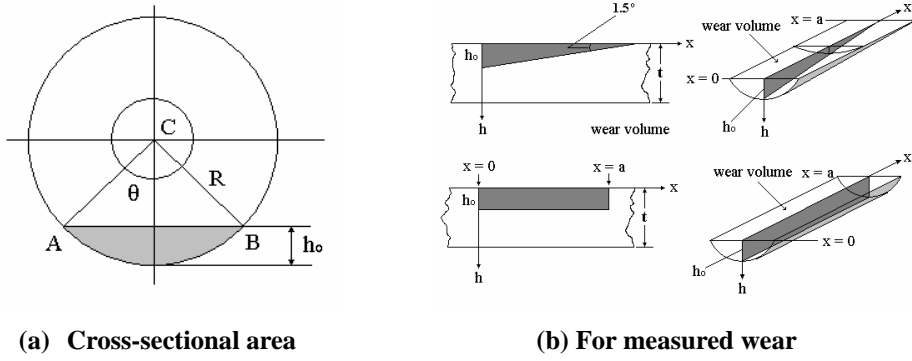 C
R
θ
A
B
hₒ
(a) Cross-sectional area
1.5°
x
hₒ
t
h
wear volume
x = a
wear volume
x
x = 0
hₒ
h
x = 0
x = a
x
hₒ
t
h
x = a
x
wear volume
x = 0
hₒ
h
(b) For measured wear